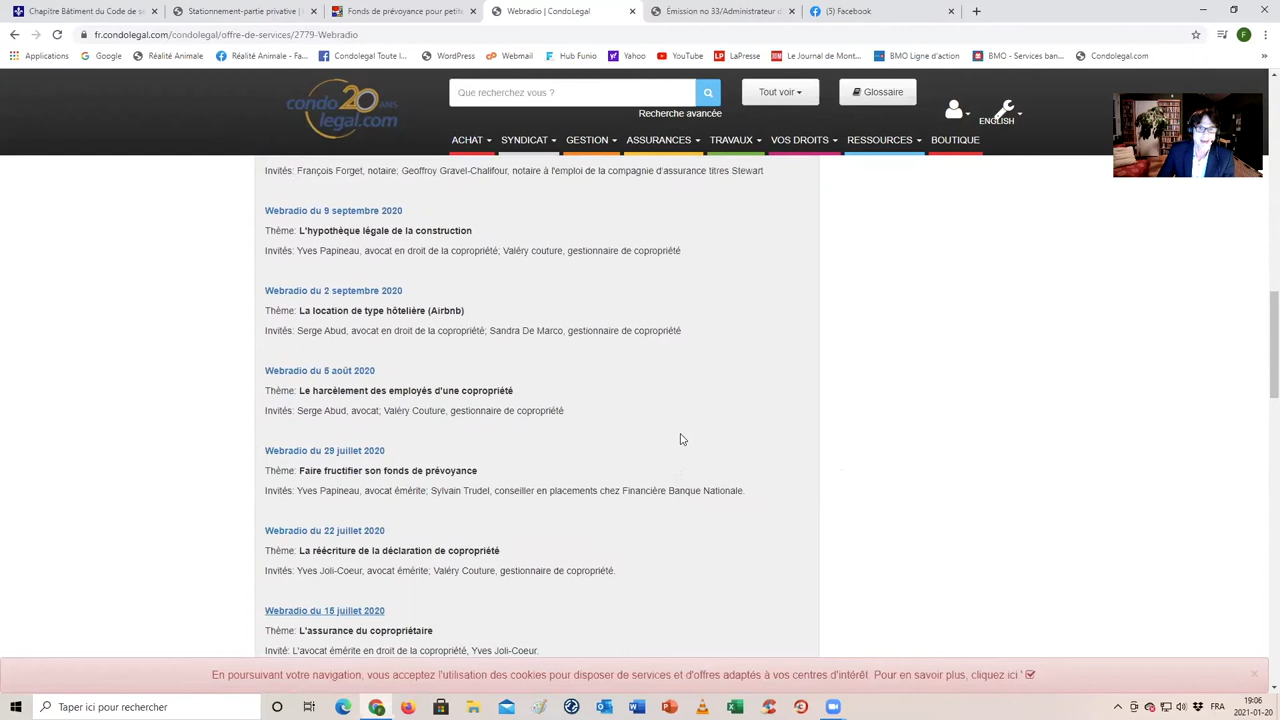 Chapître Bâtiment du Code de sé
Stationnement-partie privative |
Fonds de prévoyance pour petite
Webradio | CondoLegal
Émission no 33/Administrateur d
(5) Facebook
fr.condolegal.com/condolegal/offre-de-services/2779-Webradio
F
Applications
Google
Réalité Animale
Réalité Animale - Fa...
Condolegal Toute l...
WordPress
Webmail
Hub Funio
Yahoo
YouTube
LaPresse
Le Journal de Mont...
BMO Ligne d'action
BMO - Services ban...
Condolegal.com
condo 20 ANS
legal.com
Que recherchez vous ?
Recherche avancée
Tout voir
Glossaire
ENGLISH
ACHAT SYNDICAT GESTION ASSURANCES TRAVAUX VOS DROITS RESSOURCES BOUTIQUE
Invités: François Forget, notaire; Geoffroy Gravel-Chalifour, notaire à l'emploi de la compagnie d'assurance titres Stewart
Webradio du 9 septembre 2020
Thème: L'hypothèque légale de la construction
Invités: Yves Papineau, avocat en droit de la copropriété; Valéry couture, gestionnaire de copropriété
Webradio du 2 septembre 2020
Thème: La location de type hôtelière (Airbnb)
Invités: Serge Abud, avocat en droit de la copropriété; Sandra De Marco, gestionnaire de copropriété
Webradio du 5 août 2020
Thème: Le harcèlement des employés d'une copropriété
Invités: Serge Abud, avocat; Valéry Couture, gestionnaire de copropriété
Webradio du 29 juillet 2020
Thème: Faire fructifier son fonds de prévoyance
Invités: Yves Papineau, avocat émérite; Sylvain Trudel, conseiller en placements chez Financière Banque Nationale.
Webradio du 22 juillet 2020
Thème: La réécriture de la déclaration de copropriété
Invités: Yves Joli-Coeur, avocat émérite; Valéry Couture, gestionnaire de copropriété.
Webradio du 15 juillet 2020
Thème: L'assurance du copropriétaire
Invité: L'avocat émérite en droit de la copropriété, Yves Joli-Coeur.
En poursuivant votre navigation, vous acceptez l'utilisation des cookies pour disposer de services et d'offres adaptés à vos centres d'intérêt. Pour en savoir plus, cliquez ici '
Taper ici pour rechercher
FRA
19:06
2021-01-20